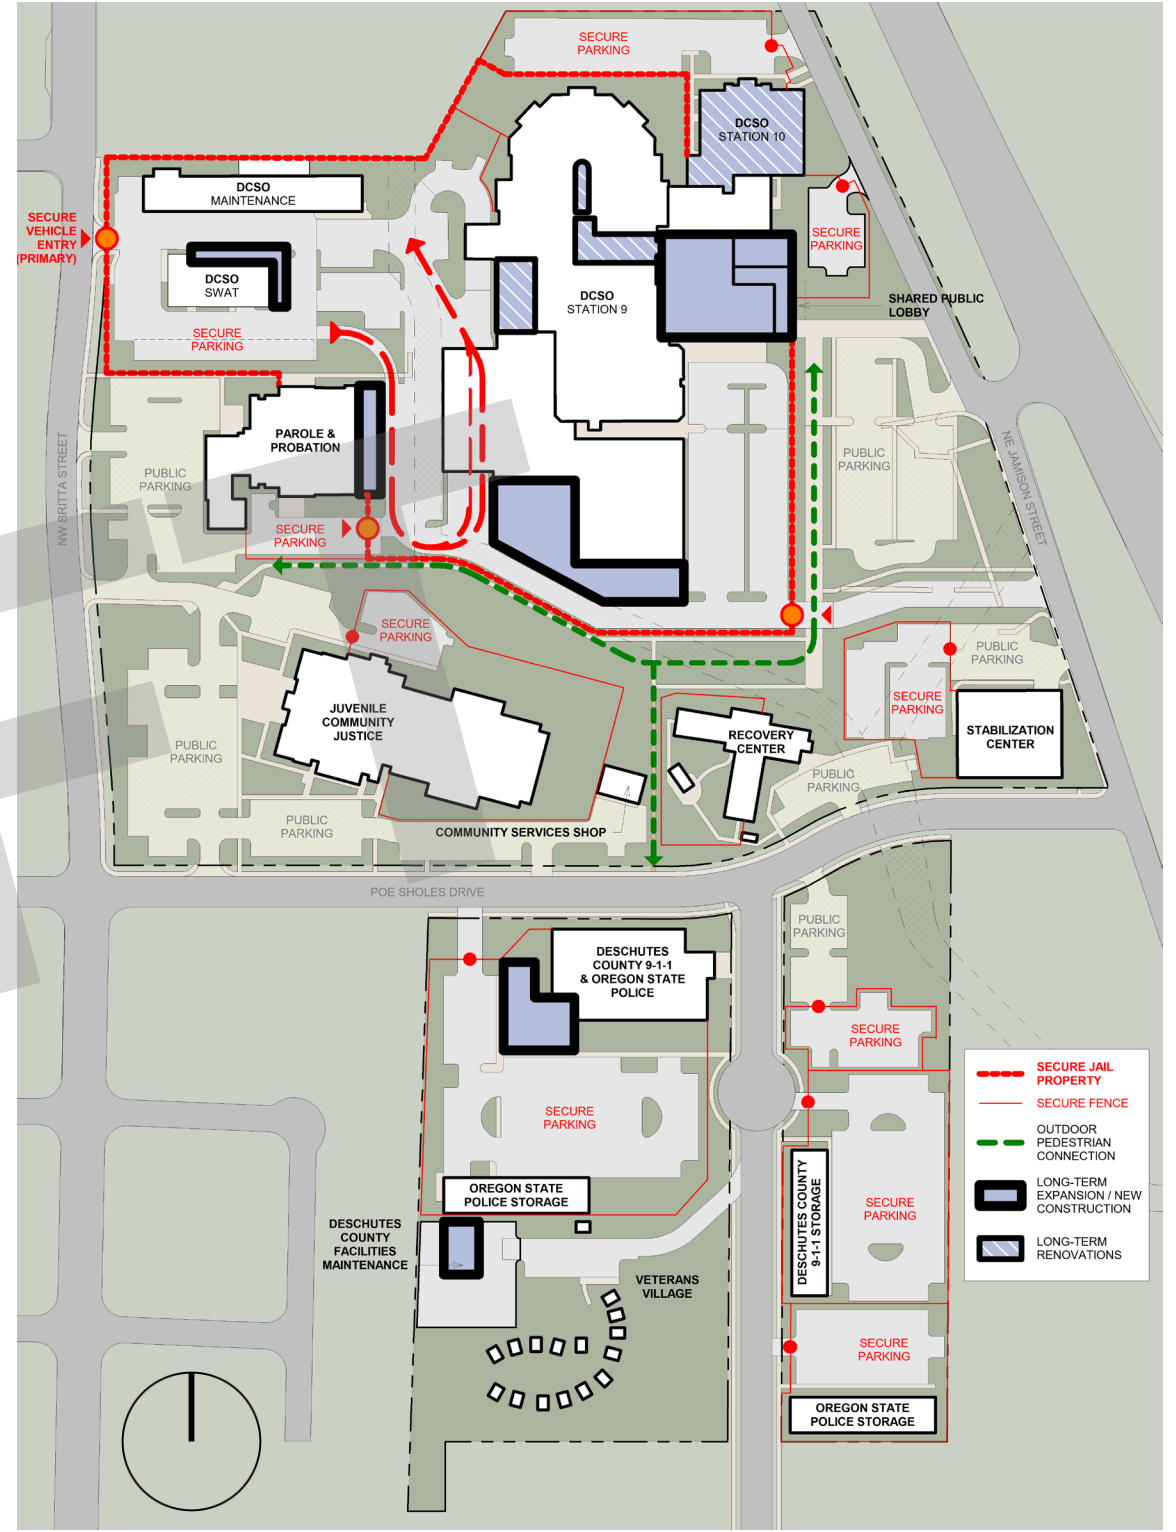 SECURE
PARKING
DCSO
STATION 10
DCSO
MAINTENANCE
SECURE
VEHICLE
ENTRY
(PRIMARY)
SECURE
PARKING
DCSO
SWAT
DCSO
STATION 9
SHARED PUBLIC
LOBBY
SECURE
PARKING
PAROLE &
PROBATION
PUBLIC
PARKING
PUBLIC
PARKING
NW BRITTA STREET
NE JAMISON STREET
SECURE
PARKING
SECURE
PARKING
PUBLIC
PARKING
SECURE
PARKING
JUVENILE
COMMUNITY
JUSTICE
RECOVERY
CENTER
STABILIZATION
CENTER
PUBLIC
PARKING
PUBLIC
PARKING
PUBLIC
PARKING
COMMUNITY SERVICES SHOP
POE SHOLES DRIVE
PUBLIC
PARKING
DESCHUTES
COUNTY 9-1-1
& OREGON STATE
POLICE
SECURE
PARKING
SECURE
PARKING
SECURE
PARKING
OREGON STATE
POLICE STORAGE
DESCHUTES COUNTY
9-1-1 STORAGE
DESCHUTES
COUNTY
FACILITIES
MAINTENANCE
VETERANS
VILLAGE
SECURE
PARKING
OREGON STATE
POLICE STORAGE
SECURE JAIL
PROPERTY
SECURE FENCE
OUTDOOR
PEDESTRIAN
CONNECTION
LONG-TERM
EXPANSION / NEW
CONSTRUCTION
LONG-TERM
RENOVATIONS